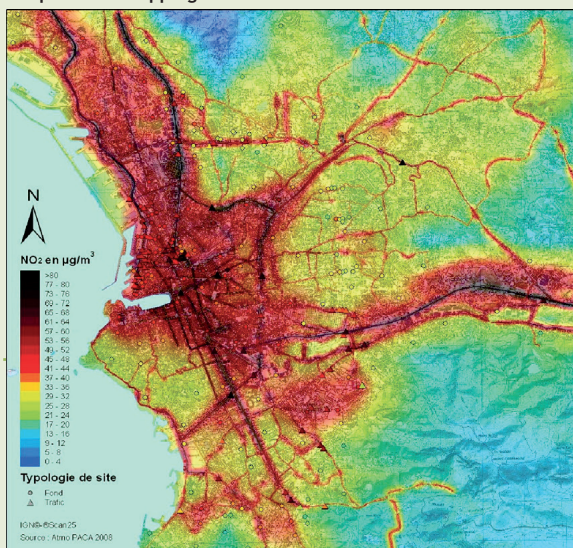 N
NO₂ en µg/m³
>80
77 - 80
73 - 76
69 - 72
65 - 68
61 - 64
57 - 60
53 - 56
49 - 52
45 - 48
41 - 44
37 - 40
33 - 36
29 - 32
25 - 28
21 - 24
17 - 20
13 - 16
9 - 12
5 - 8
0 - 4
Typologie de site
Fond
Trafic
IGN®-®Scan25
Source : Atmo PACA 2008